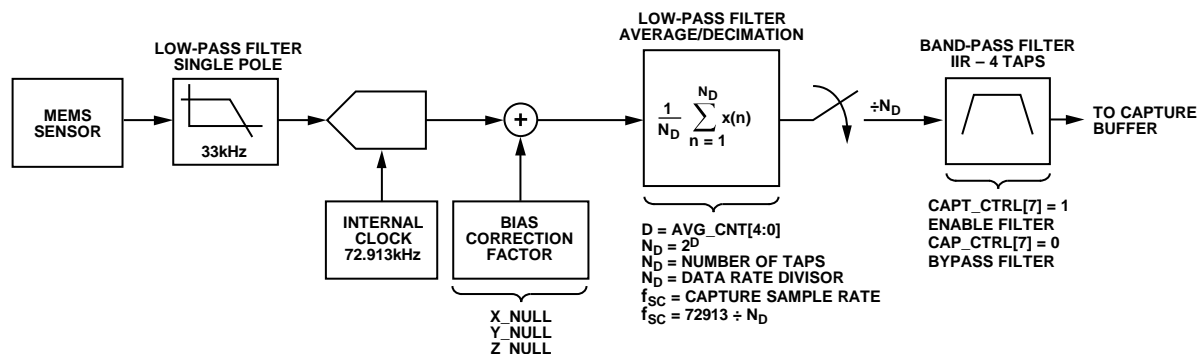 MEMS
SENSOR
LOW-PASS FILTER
SINGLE POLE
33kHz
INTERNAL
CLOCK
72.913kHz
+
BIAS
CORRECTION
FACTOR
X_NULL
Y_NULL
Z_NULL
LOW-PASS FILTER
AVERAGE/DECIMATION
1/N_D Σ_{n = 1}^{N_D} x(n)
D = AVG_CNT[4:0]
N_D = 2^D
N_D = NUMBER OF TAPS
N_D = DATA RATE DIVISOR
f_SC = CAPTURE SAMPLE RATE
f_SC = 72913 ÷ N_D
÷N_D
BAND-PASS FILTER
IIR – 4 TAPS
CAPT_CTRL[7] = 1
ENABLE FILTER
CAP_CTRL[7] = 0
BYPASS FILTER
TO CAPTURE
BUFFER